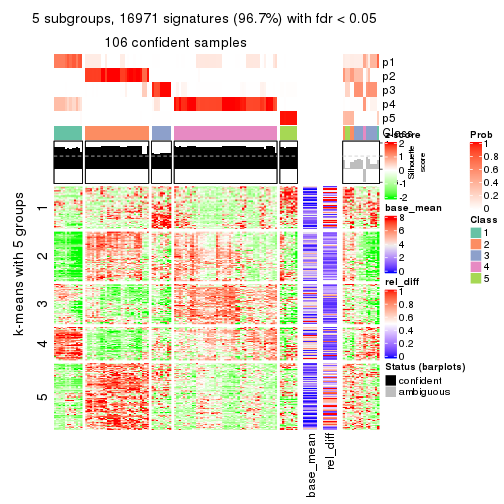 5 subgroups, 16971 signatures (96.7%) with fdr < 0.05
106 confident samples
p1
p2
p3
p4
p5
Class
z-score
2
1
0
-1
-2
Silhouette
score
Prob
1
0.8
0.6
0.4
0.2
0
base_mean
8
6
4
2
0
Class
1
2
3
4
5
rel_diff
1
0.8
0.6
0.4
0.2
0
Status (barplots)
confident
ambiguous
k-means with 5 groups
1
2
3
4
5
base_mean
rel_diff